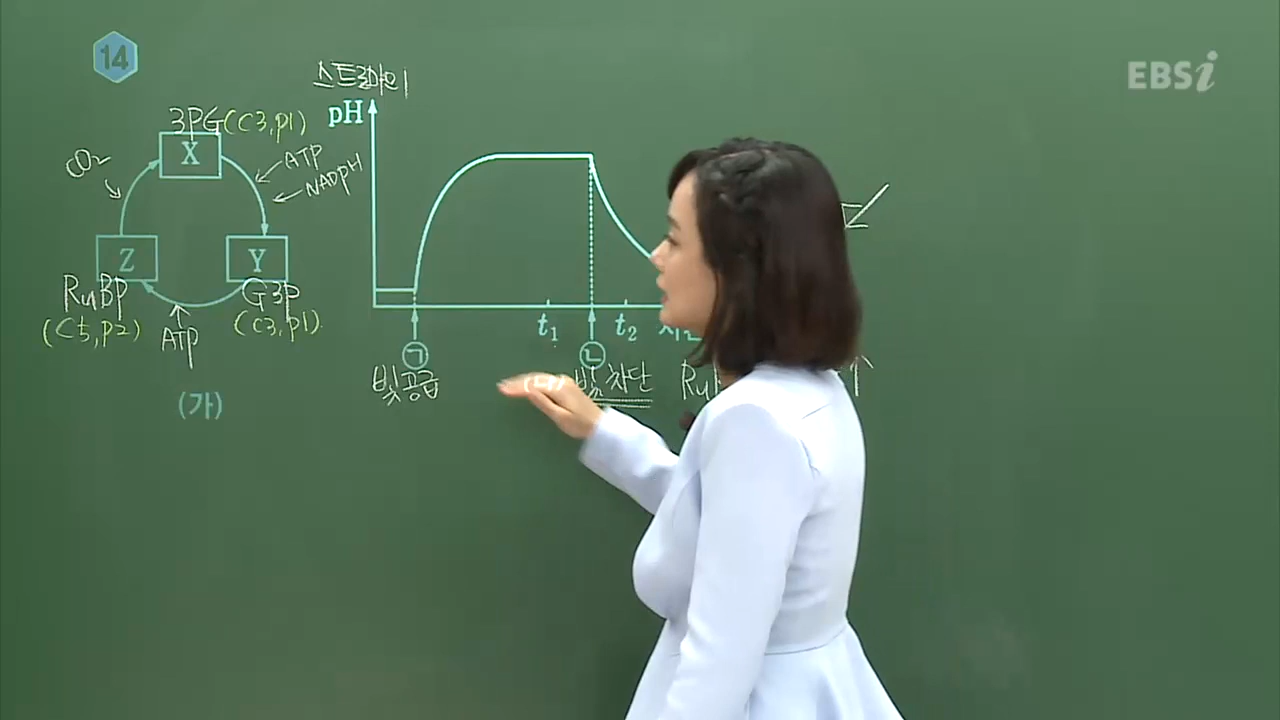 14
EBSi
스트로마의
pH
3PG(C3,p1)
X
CO2
ATP
NADPH
Z
Y
RuBP
(C5,p2)
G3P
(C3,p1)
ATP
t1
t2
㉠
㉡
빛공급
(나)
빛차단
(가)